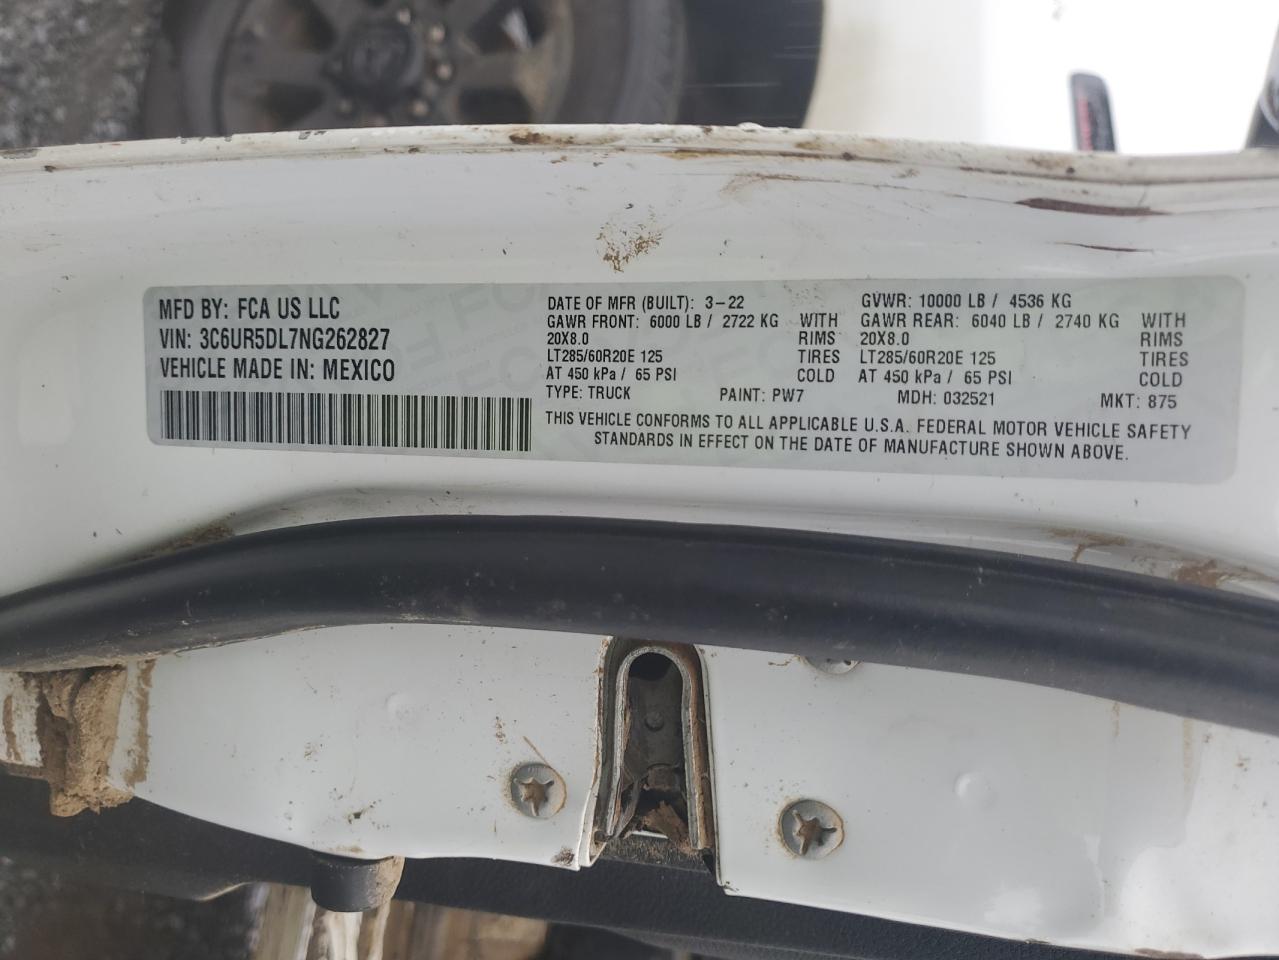 MFD BY: FCA US LLC
VIN: 3C6UR5DL7NG262827
VEHICLE MADE IN: MEXICO
DATE OF MFR (BUILT): 3-22 GVWR: 10000 LB / 4536 KG
GAWR FRONT: 6000 LB / 2722 KG WITH GAWR REAR: 6040 LB / 2740 KG WITH
20X8.0 RIMS 20X8.0 RIMS
LT285/60R20E 125 TIRES LT285/60R20E 125 TIRES
AT 450 kPa / 65 PSI COLD AT 450 kPa / 65 PSI COLD
TYPE: TRUCK PAINT: PW7 MDH: 032521 MKT: 875
THIS VEHICLE CONFORMS TO ALL APPLICABLE U.S.A. FEDERAL MOTOR VEHICLE SAFETY
STANDARDS IN EFFECT ON THE DATE OF MANUFACTURE SHOWN ABOVE.